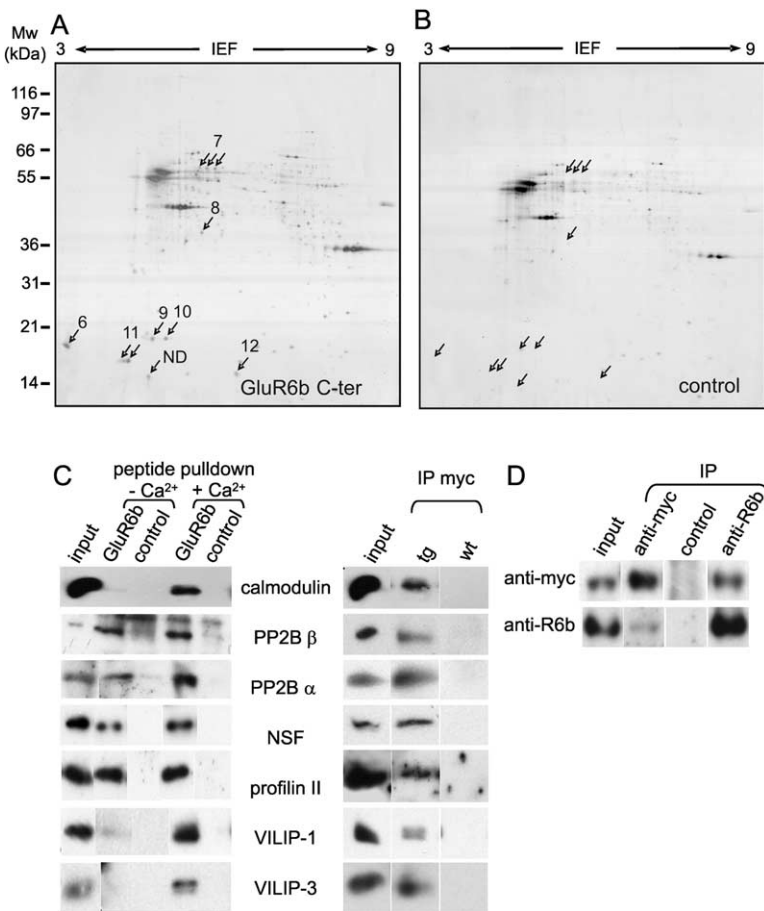 A
B
Mw
(kDa)
3 IEF 9
3 IEF 9
116
97
66
55
36
31
21
14
7
8
6
9 10
11
ND
12
GluR6b C-ter
control
C
peptide pulldown
- Ca²⁺ + Ca²⁺
input
GluR6b
control
GluR6b
control
IP myc
input
tg
wt
calmodulin
PP2B β
PP2B α
NSF
profilin II
VILIP-1
VILIP-3
D
IP
input
anti-myc
control
anti-R6b
anti-myc
anti-R6b